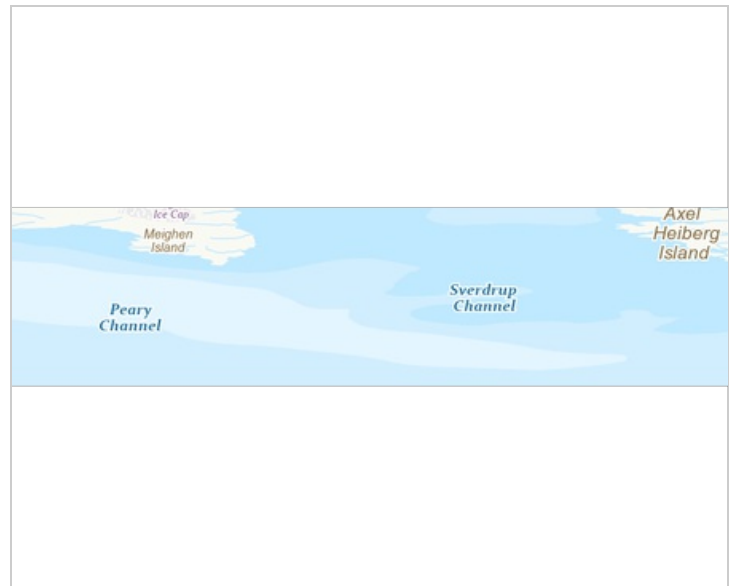 Ice Cap
Meighen
Island
Axel
Heiberg
Island
Sverdrup
Channel
Peary
Channel